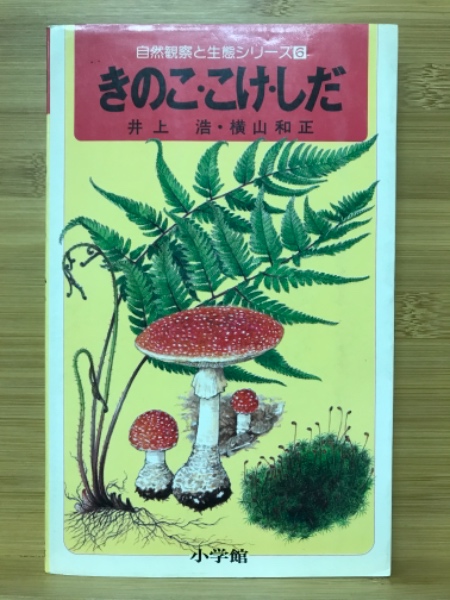 自然観察と生態シリーズ6
きのこ・こけ・しだ
井上 浩・横山和正
小学館